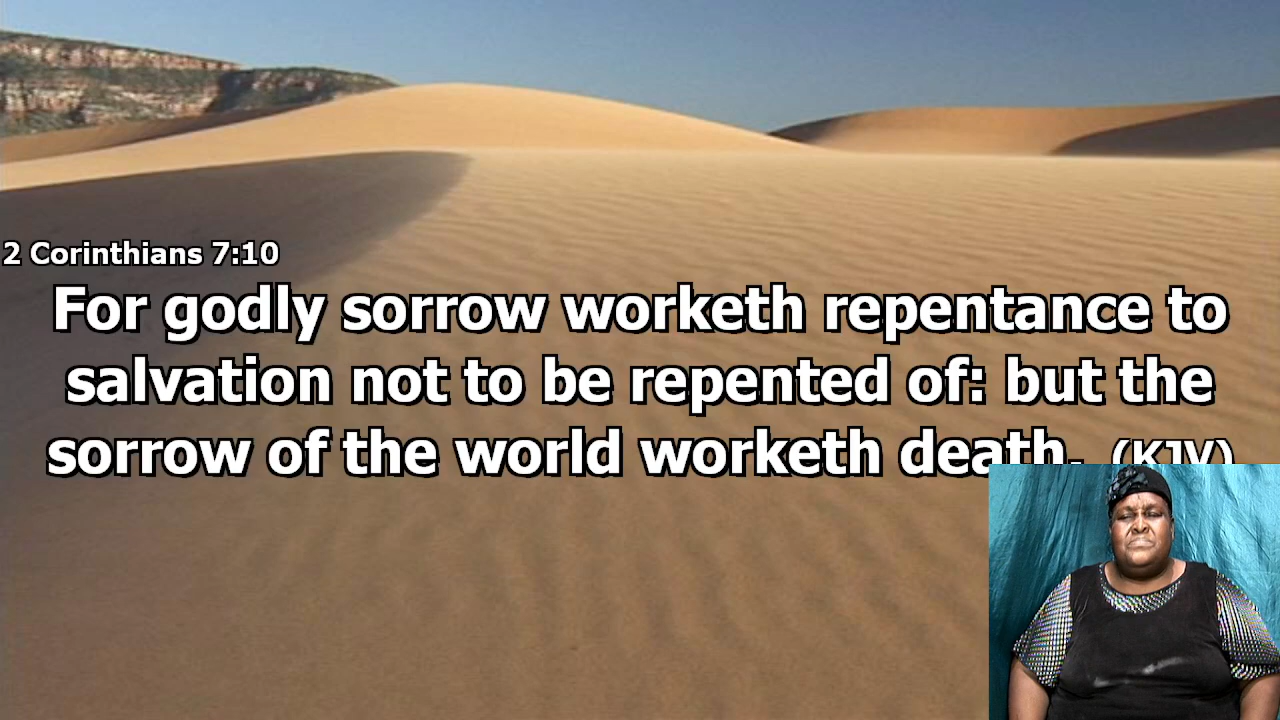 2 Corinthians 7:10
For godly sorrow worketh repentance to
salvation not to be repented of: but the
sorrow of the world worketh death. (KJV)